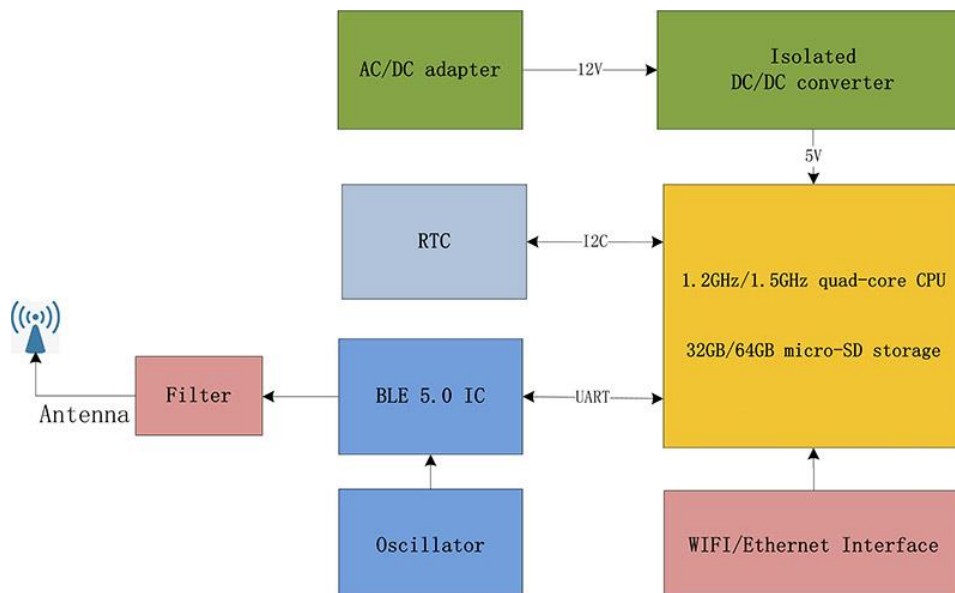 AC/DC adapter
12V
Isolated
DC/DC converter
5V
RTC
I2C
1.2GHz/1.5GHz quad-core CPU
32GB/64GB micro-SD storage
Antenna
Filter
BLE 5.0 IC
UART
Oscillator
WIFI/Ethernet Interface